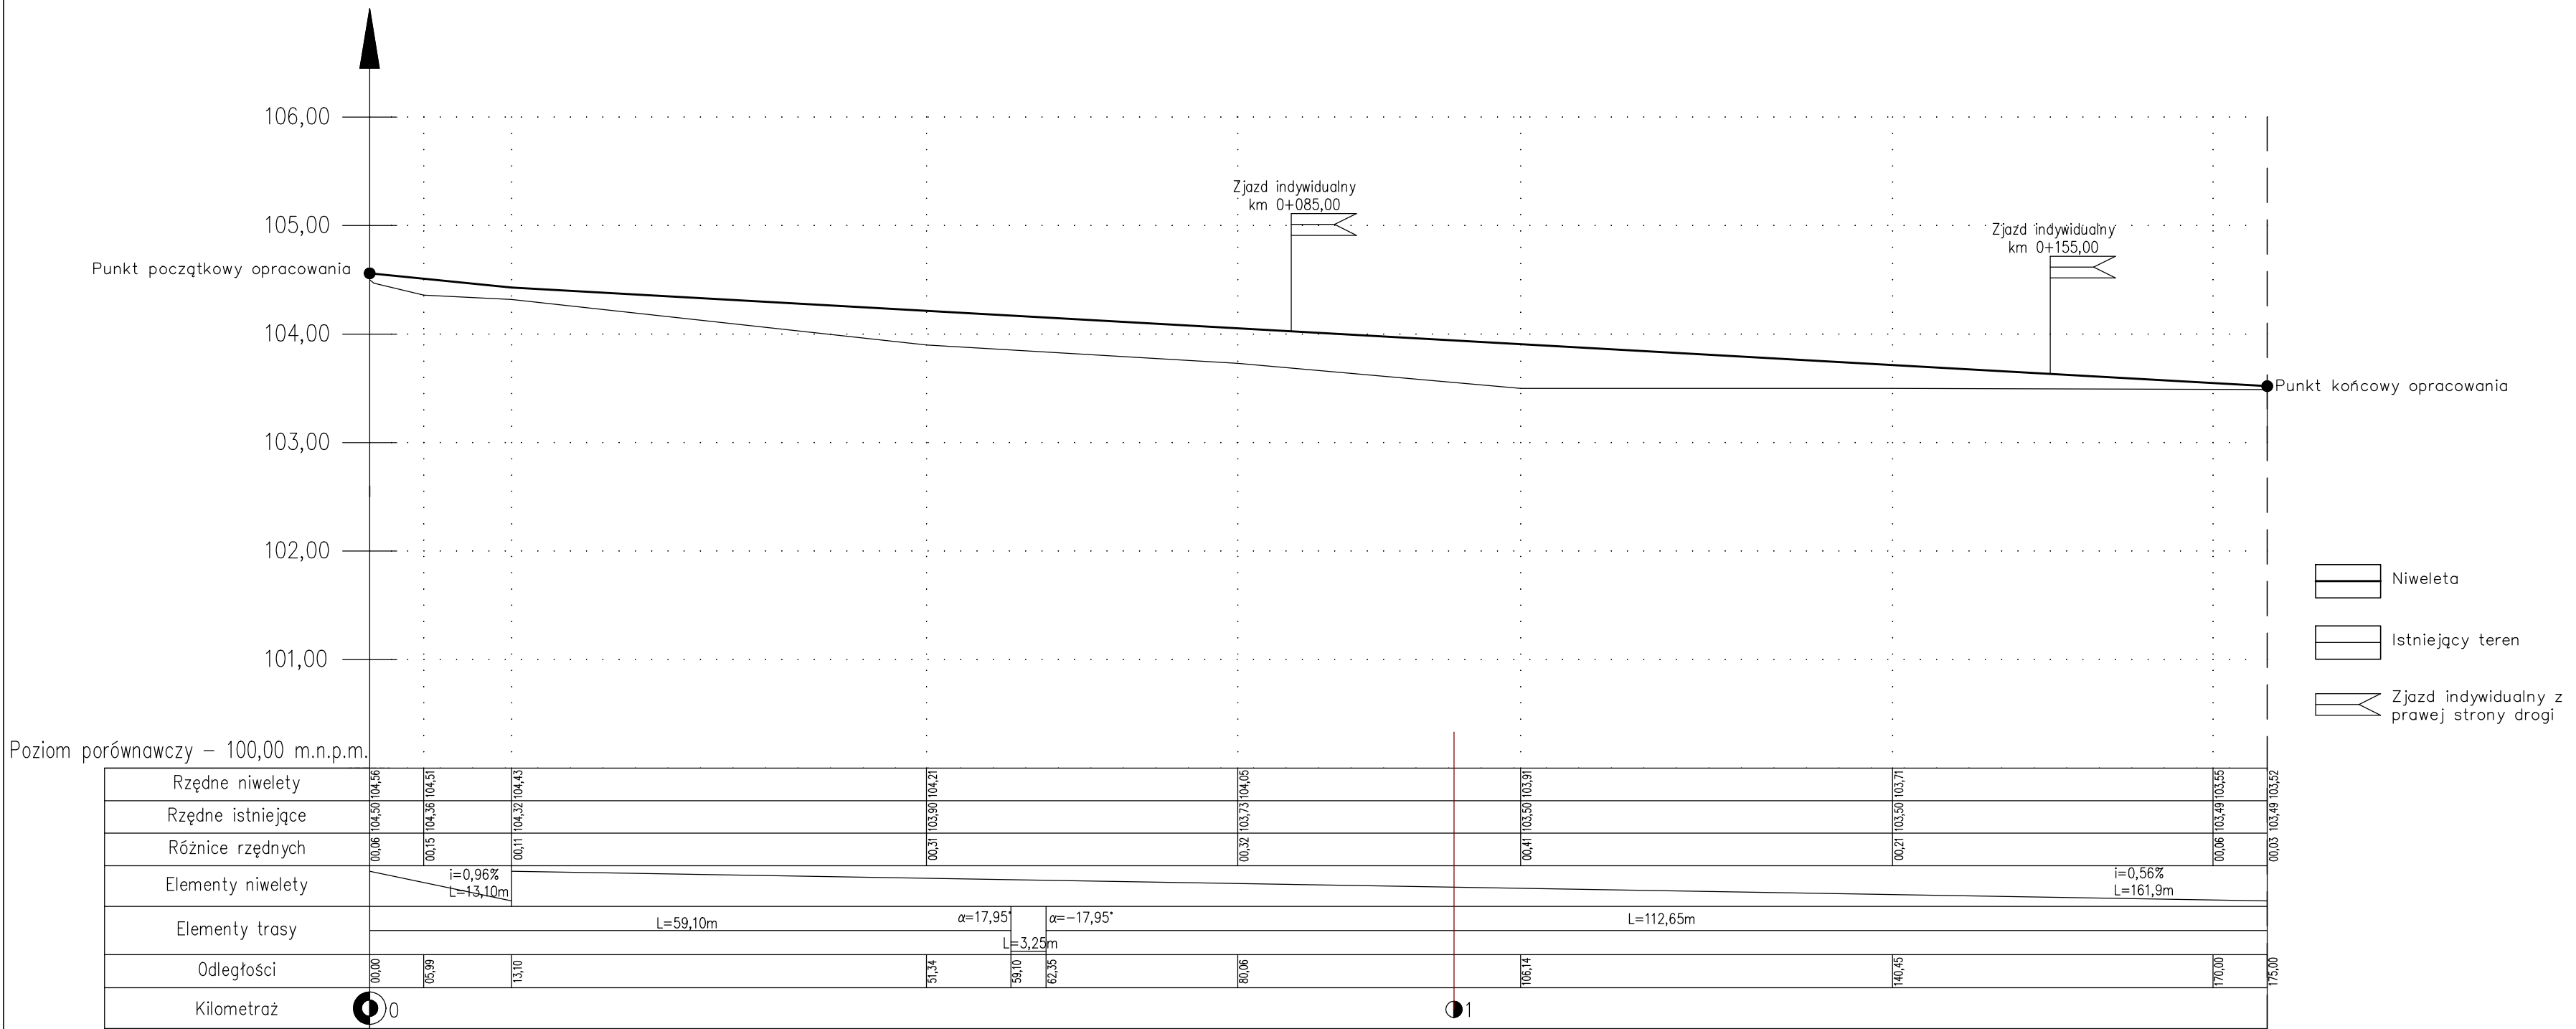 106,00
Zjazd indywidualny
km 0+085,00
105,00
Zjazd indywidualny
km 0+155,00
Punkt początkowy opracowania
104,00
Punkt końcowy opracowania
103,00
102,00
101,00
Niweleta
Istniejący teren
Zjazd indywidualny z
prawej strony drogi
Poziom porównawczy – 100,00 m.n.p.m.
Rzędne niwelety 104,56 104,51 104,43 104,21 104,05 103,91 103,71 103,55 103,52
Rzędne istniejące 104,50 104,36 104,32 103,90 103,73 103,50 103,50 103,49 103,49
Różnice rzędnych 00,06 00,15 00,11 00,31 00,32 00,41 00,21 00,06 00,03
Elementy niwelety
i=0,96%
L=13,10m
i=0,56%
L=161,9m
Elementy trasy
L=59,10m
α=17,95°
L=3,25m
α=-17,95°
L=112,65m
Odległości 00,00 05,99 13,10 51,34 59,10 62,35 80,06 106,14 140,45 170,00 175,00
Kilometraż 0 1